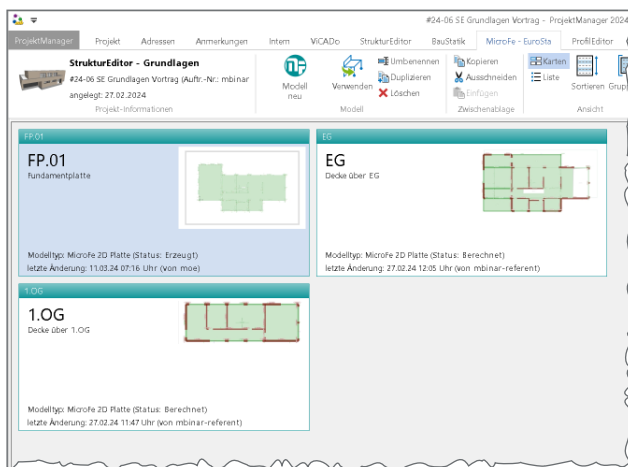 #24-06 SE Grundlagen Vortrag - ProjektManager 2024
ProjektManager Projekt Adressen Anmerkungen Intern ViCADo StrukturEditor BauStatik MicroFe - EuroSta ProfilEditor
StrukturEditor - Grundlagen
#24-06 SE Grundlagen Vortrag (Auftr.-Nr.: mbinar
angelegt: 27.02.2024
Projekt-Informationen
Modell
neu
Verwenden
Umbenennen
Duplizieren
Löschen
Modell
Kopieren
Ausschneiden
Einfügen
Zwischenablage
Karten
Liste
Sortieren
Ansicht
FP.01
FP.01
Fundamentplatte
Modelltyp: MicroFe 2D Platte (Status: Erzeugt)
letzte Änderung: 11.03.24 07:16 Uhr (von moe)
EG
EG
Decke über EG
Modelltyp: MicroFe 2D Platte (Status: Berechnet)
letzte Änderung: 27.02.24 12:05 Uhr (von mbinar-referent)
1.OG
1.OG
Decke über 1.OG
Modelltyp: MicroFe 2D Platte (Status: Berechnet)
letzte Änderung: 27.02.24 11:47 Uhr (von mbinar-referent)